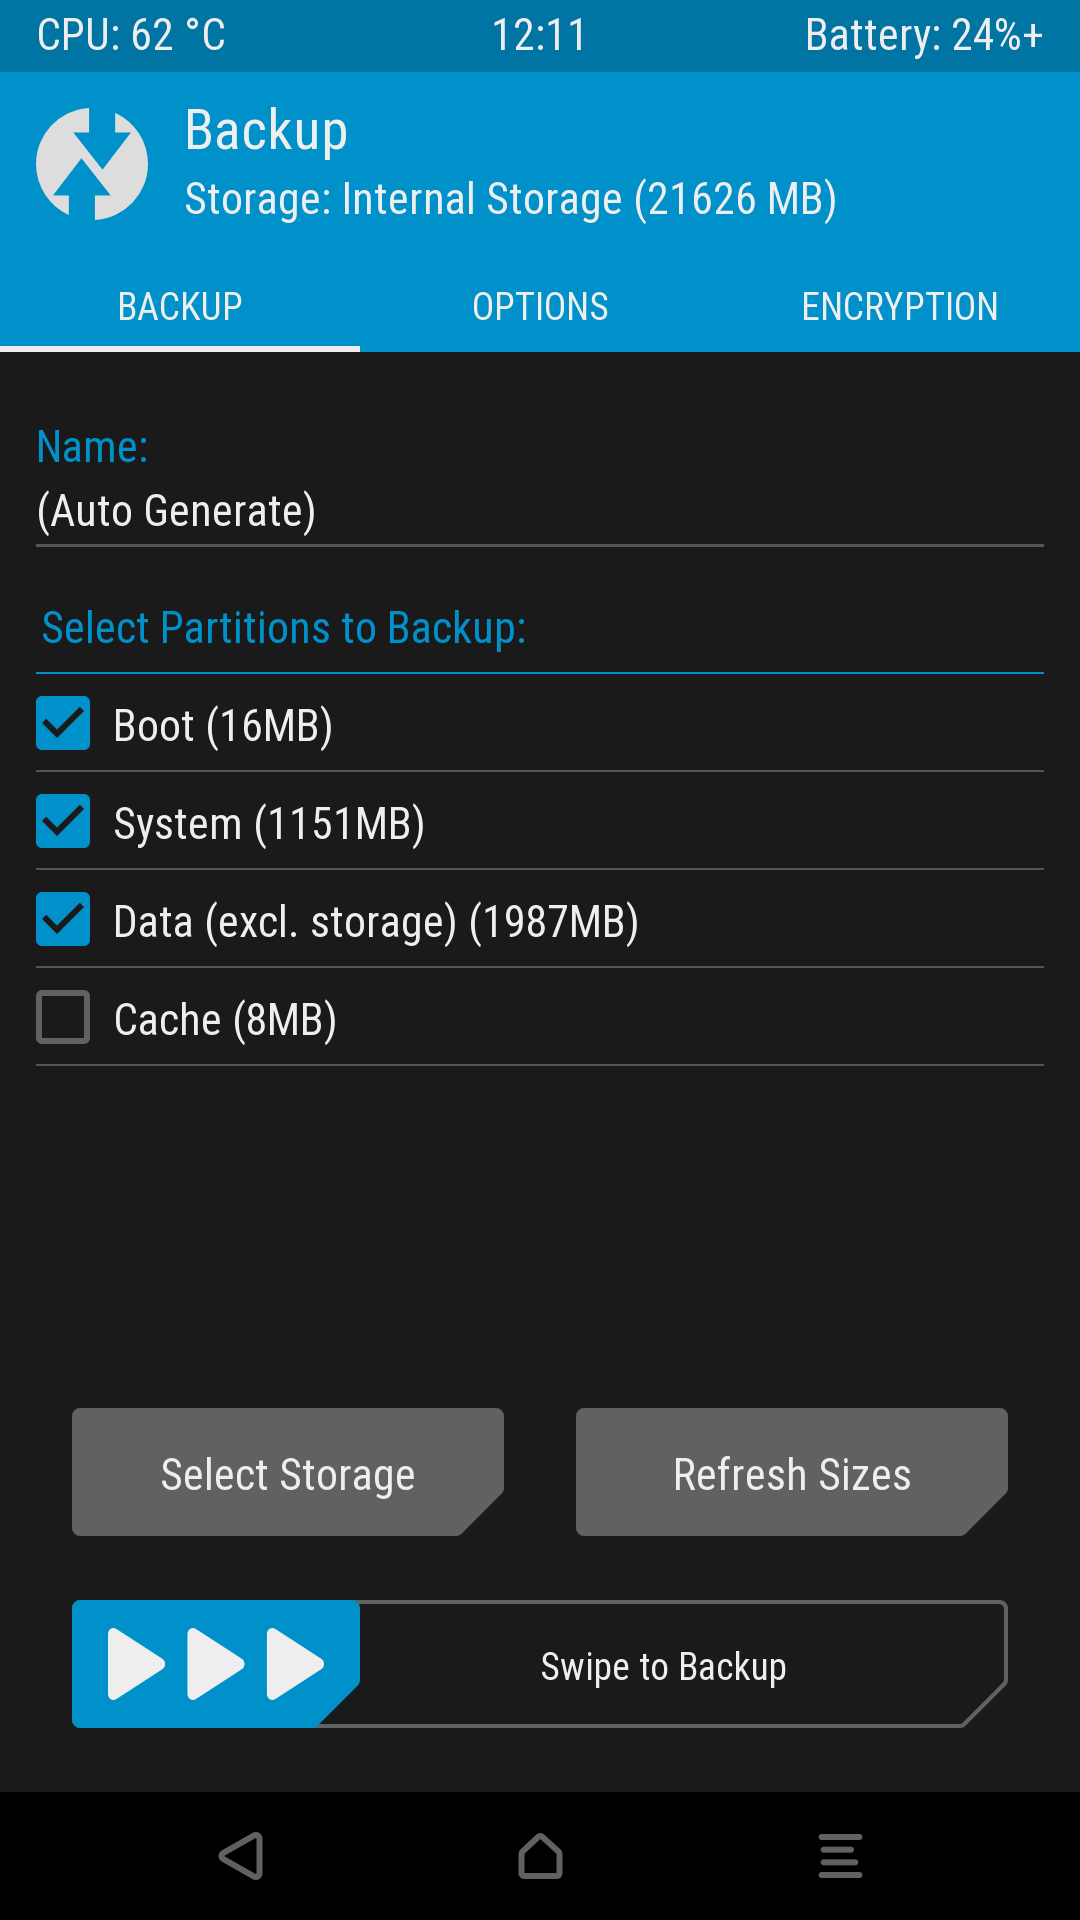 CPU: 62 °C 12:11 Battery: 24%+
Backup
Storage: Internal Storage (21626 MB)
BACKUP OPTIONS ENCRYPTION
Name:
(Auto Generate)
Select Partitions to Backup:
Boot (16MB)
System (1151MB)
Data (excl. storage) (1987MB)
Cache (8MB)
Select Storage Refresh Sizes
Swipe to Backup